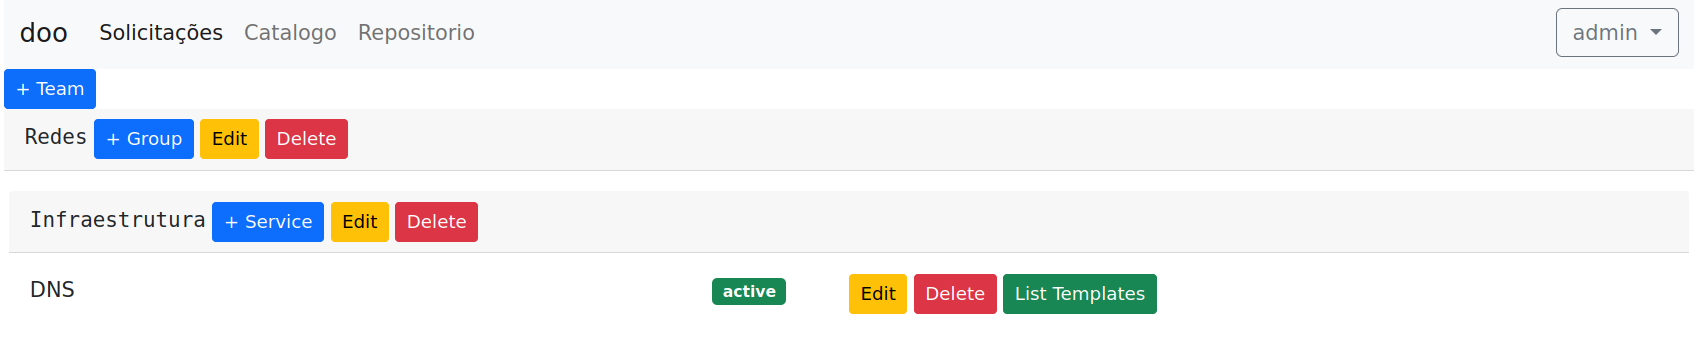 doo Solicitações Catalogo Repositorio admin
+ Team
Redes + Group Edit Delete
Infraestrutura + Service Edit Delete
DNS active Edit Delete List Templates